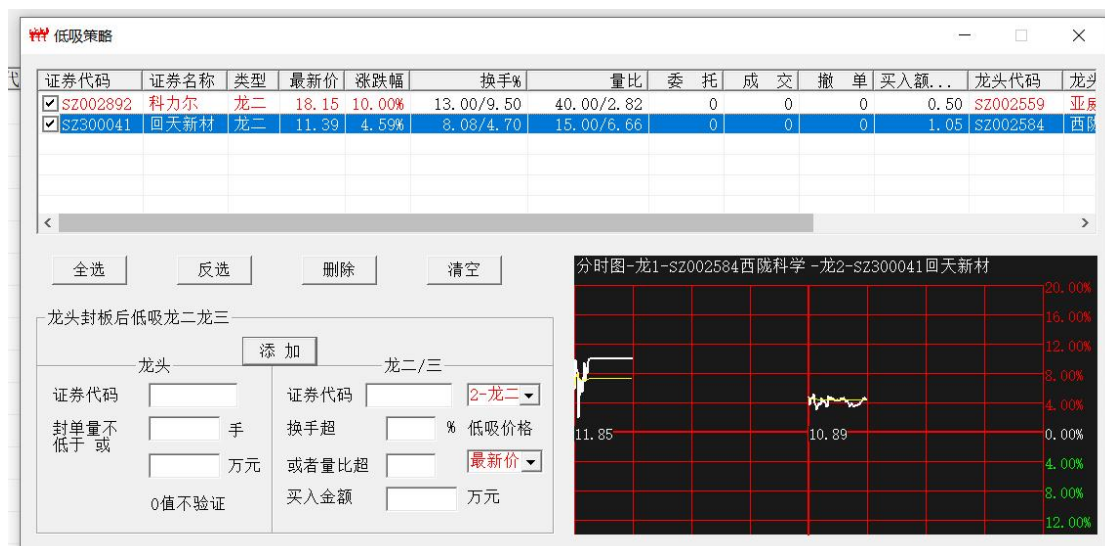 低吸策略
代
证券代码 证券名称 类型 最新价 涨跌幅 换手% 量比 委 托 成 交 撤 单 买入额... 龙头代码 龙头
SZ002892 科力尔 龙二 18.15 10.00% 13.00/9.50 40.00/2.82 0 0 0 0.50 SZ002559 亚威
SZ300041 回天新材 龙二 11.39 4.59% 8.08/4.70 15.00/6.66 0 0 0 1.05 SZ002584 西陇
全选 反选 删除 清空
分时图-龙1-SZ002584西陇科学 -龙2-SZ300041回天新材
20.00%
16.00%
12.00%
8.00%
4.00%
11.85 10.89 0.00%
4.00%
8.00%
12.00%
龙头封板后低吸龙二龙三
添 加
龙头 龙二/三
证券代码 证券代码 2-龙二
封单量不
低于 或
手 换手超 % 低吸价格
万元 或者量比超 最新价
0值不验证 买入金额 万元